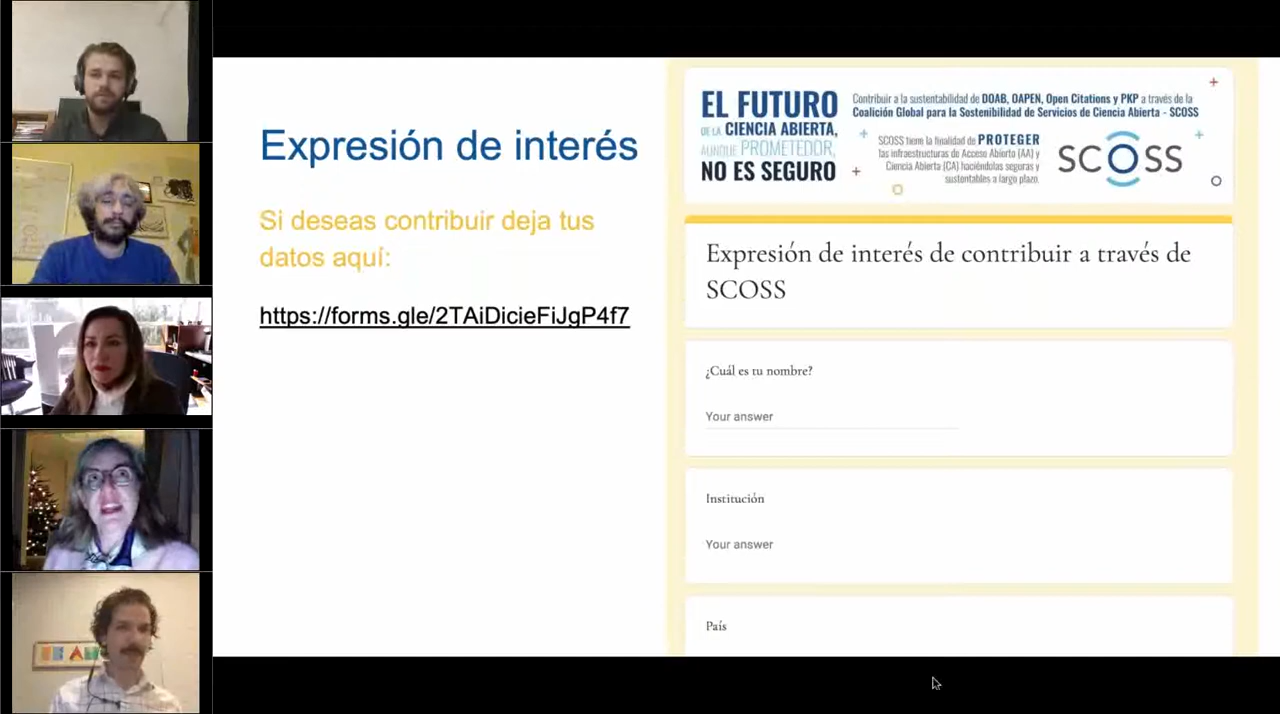 Expresión de interés
Si deseas contribuir deja tus
datos aquí:
https://forms.gle/2TAiDicieFiJgP4f7
EL FUTURO
DE LA CIENCIA ABIERTA,
AUNQUE PROMETEDOR,
NO ES SEGURO
Contribuir a la sustentabilidad de DOAB, OAPEN, Open Citations y PKP a través de la
Coalición Global para la Sostenibilidad de Servicios de Ciencia Abierta - SCOSS
SCOSS tiene la finalidad de PROTEGER
las infraestructuras de Acceso Abierto (AA) y
Ciencia Abierta (CA) haciéndolas seguras y
sustentables a largo plazo.
SCOSS
Expresión de interés de contribuir a través de
SCOSS
¿Cuál es tu nombre?
Your answer
Institución
Your answer
País